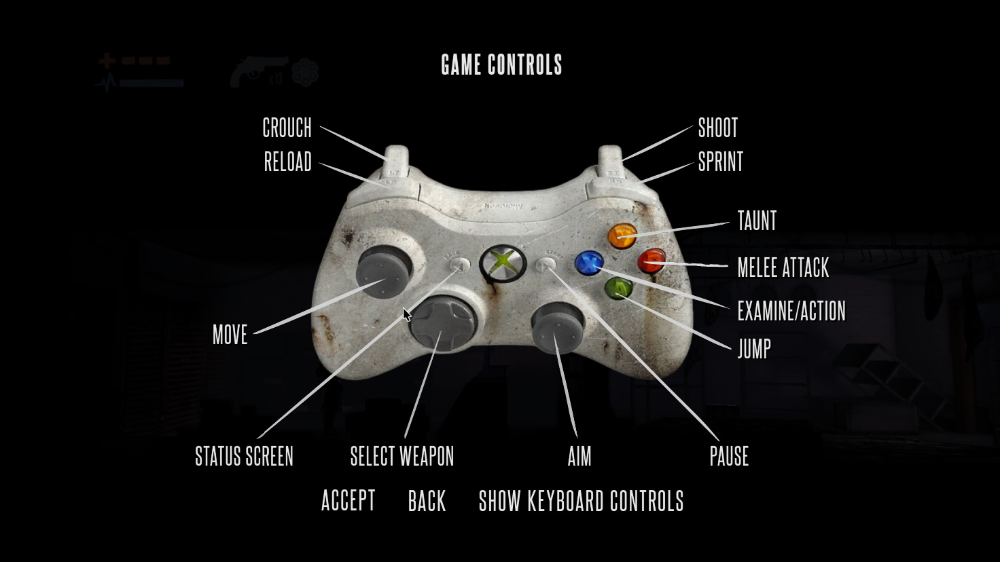 GAME CONTROLS
x13
CROUCH
SHOOT
RELOAD
SPRINT
TAUNT
MELEE ATTACK
EXAMINE/ACTION
MOVE
JUMP
STATUS SCREEN
SELECT WEAPON
AIM
PAUSE
ACCEPT
BACK
SHOW KEYBOARD CONTROLS